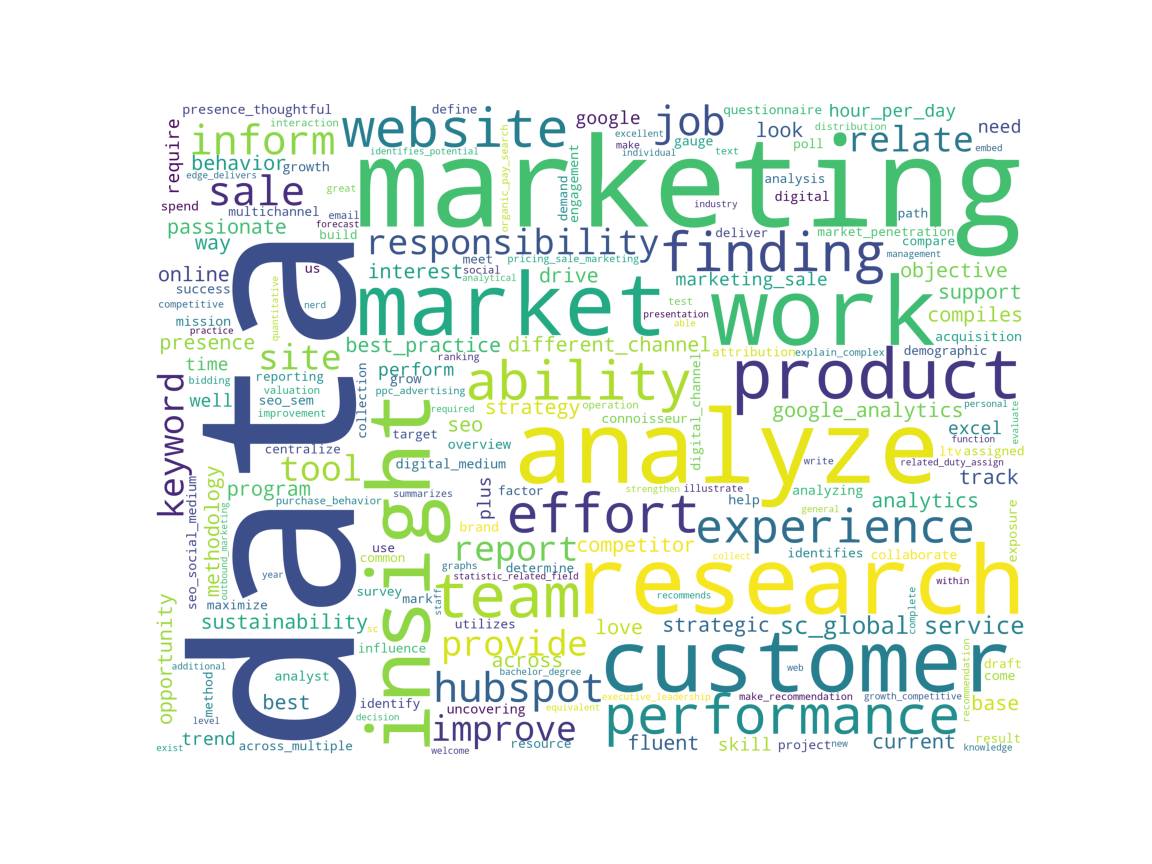 presence_thoughtful
define
google
job
questionnaire
hour_per_day
require
inform
interaction
website
excellent
make
look
distribution
need
identifies_potential
organic_pay_search
individual
gauge
text
poll
relate
embed
behavior
growth
edge_delivers
sale
great
marketing
demand
engagement
analysis
digital
industry
spend
multichannel
email
passionate
forecast
build
way
path
responsibility
finding
deliver
market_penetration
compare
management
online
us
interest
meet
social
analytical
pricing_sale_marketing
drive
marketing_sale
objective
success
competitive
nerd
quantitative
market
test
presentation
able
work
support
compiles
mission
practice
presence
acquisition
time
site
best_practice
different_channel
attribution
explain_complex
demographic
bidding
reporting
valuation
perform
ranking
ability
product
well
seo_sem
improvement
collection
grow
ppc_advertising
required
strategy
operation
connoisseur
digital_channel
google_analytics
personal
keyword
data
insight
target
seo
overview
analyze
excel
function
evaluate
centralize
tool
digital_medium
write
ltv
assigned
related_duty_assign
program
purchase_behavior
summarizes
plus
factor
strengthen
illustrate
help
analyzing
analytics
track
methodology
outbound_marketing
seo_social_medium
brand
effort
general
experience
exposure
use
common
report
competitor
collect
identifies
collaborate
year
graphs
determine
statistic_related_field
research
within
maximize
survey
mark
staff
team
recommends
opportunity
sustainability
sc
utilizes
love
strategic
sc_global
complete
service
influence
provide
across
bachelor_degree
customer
web
additional
method
analyst
draft
come
recommendation
level
best
identify
hubspot
executive_leadership
make_recommendation
growth_competitive
base
decision
uncovering
equivalent
performance
exist
trend
across_multiple
improve
welcome
resource
fluent
skill
project
new
current
result
knowledge